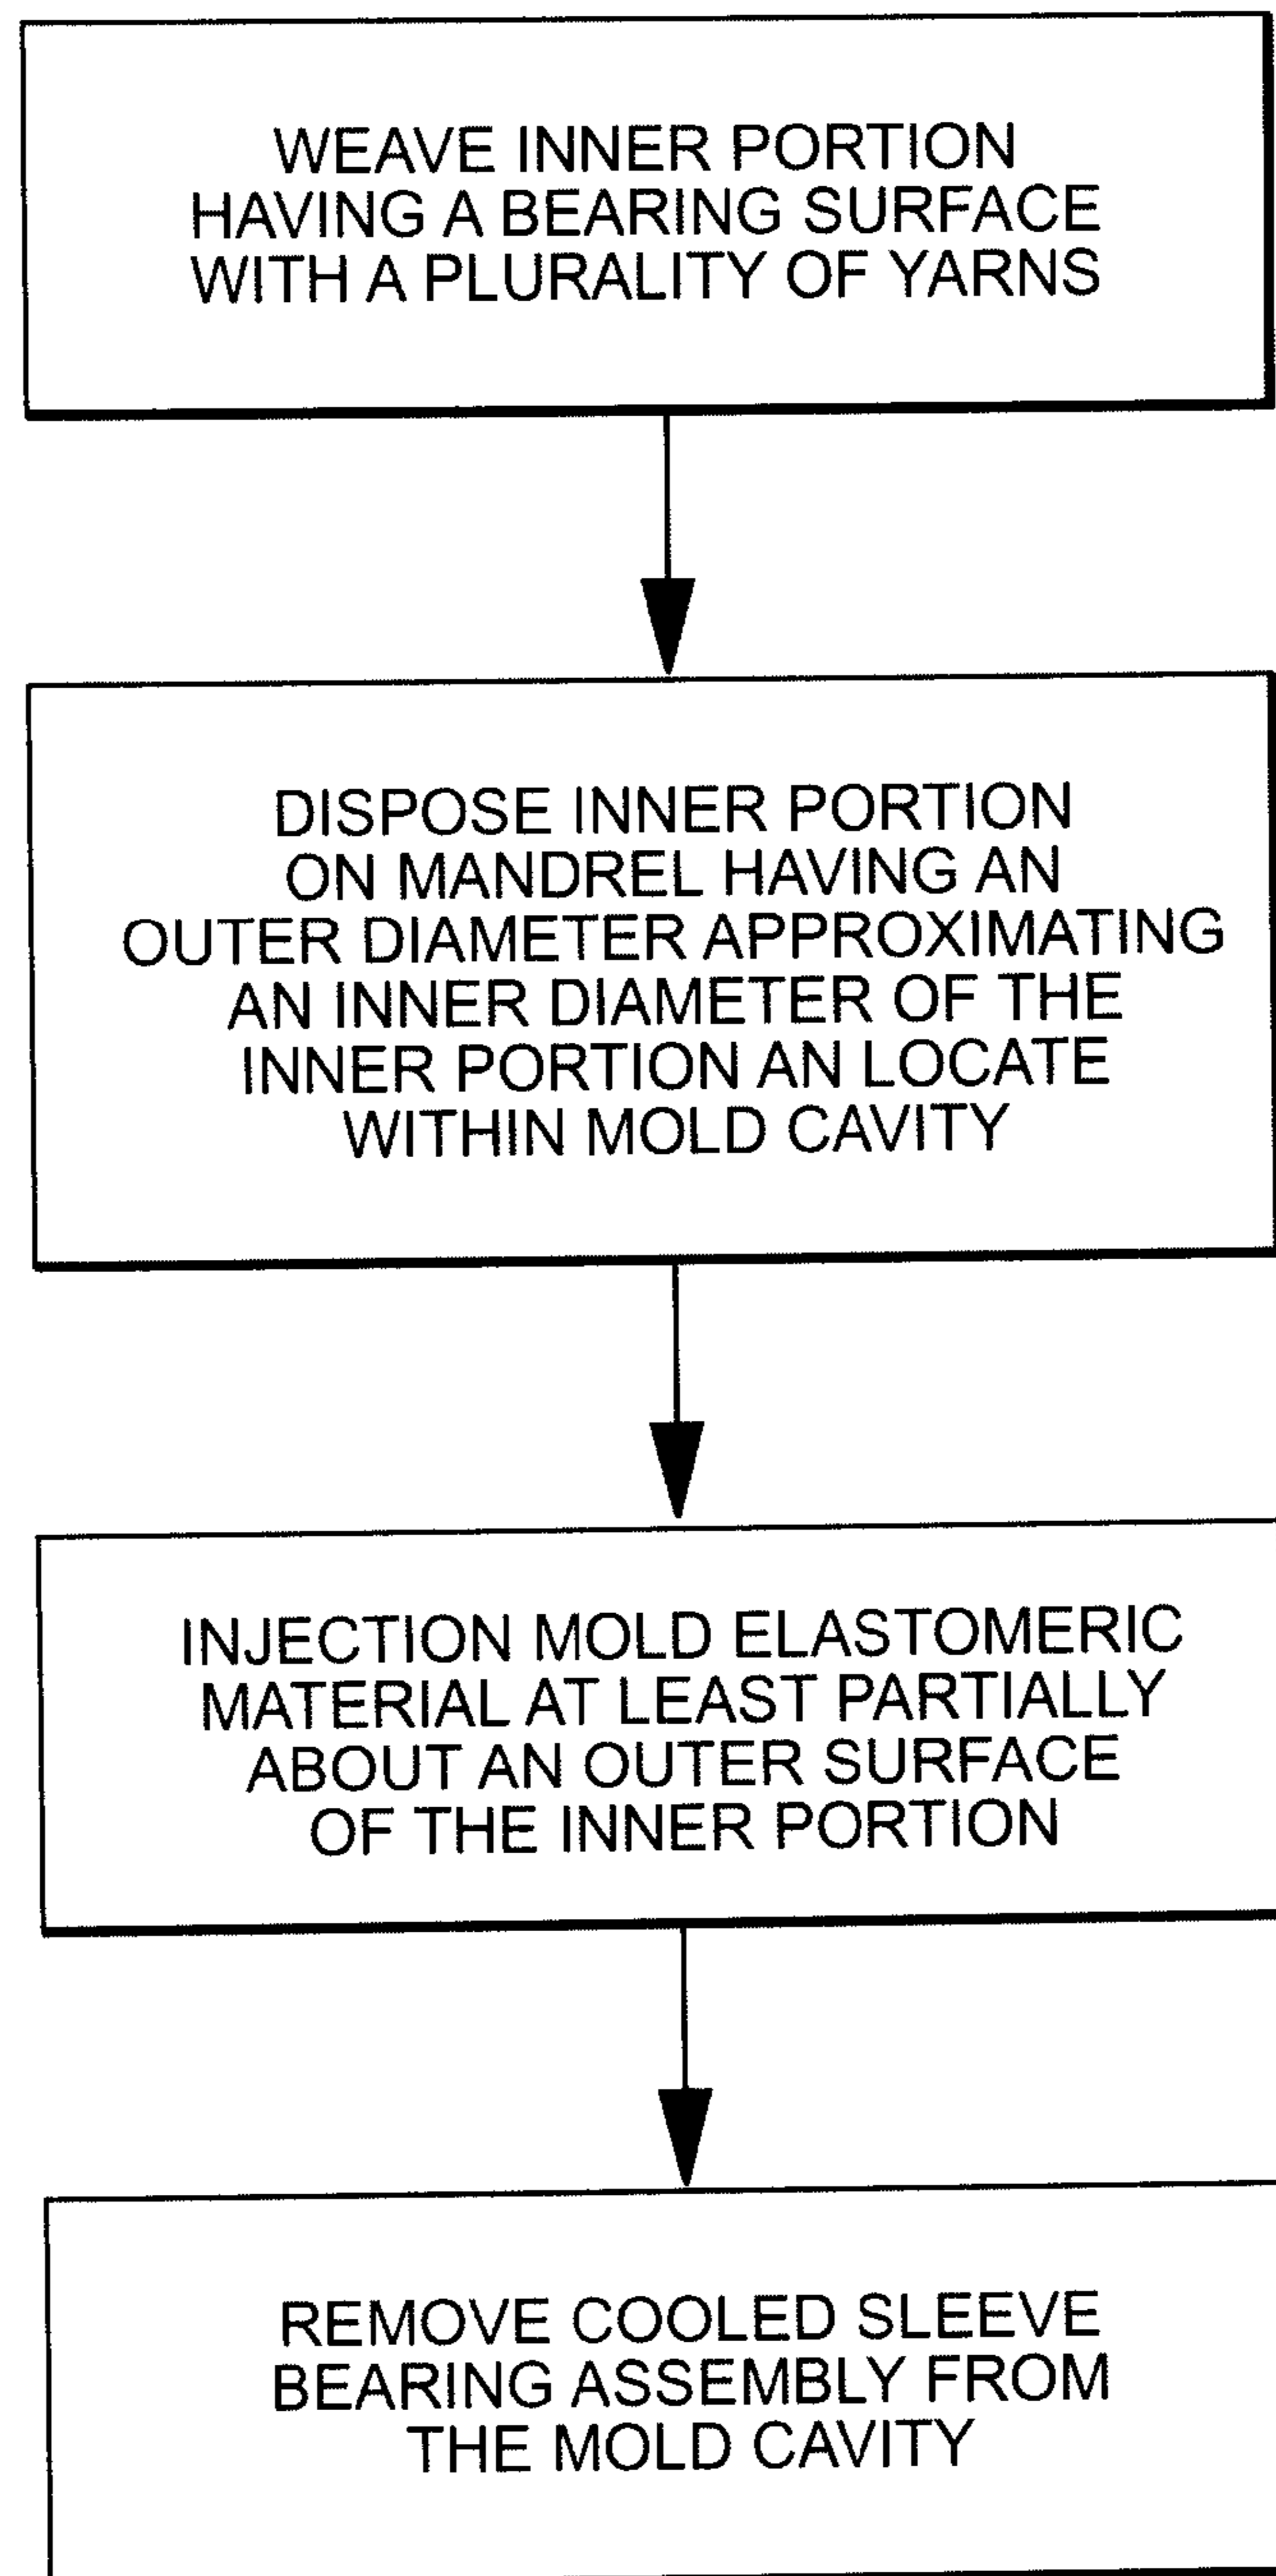 WEAVE INNER PORTION
HAVING A BEARING SURFACE
WITH A PLURALITY OF YARNS
DISPOSE INNER PORTION
ON MANDREL HAVING AN
OUTER DIAMETER APPROXIMATING
AN INNER DIAMETER OF THE
INNER PORTION AN LOCATE
WITHIN MOLD CAVITY
INJECTION MOLD ELASTOMERIC
MATERIAL AT LEAST PARTIALLY
ABOUT AN OUTER SURFACE
OF THE INNER PORTION
REMOVE COOLED SLEEVE
BEARING ASSEMBLY FROM
THE MOLD CAVITY